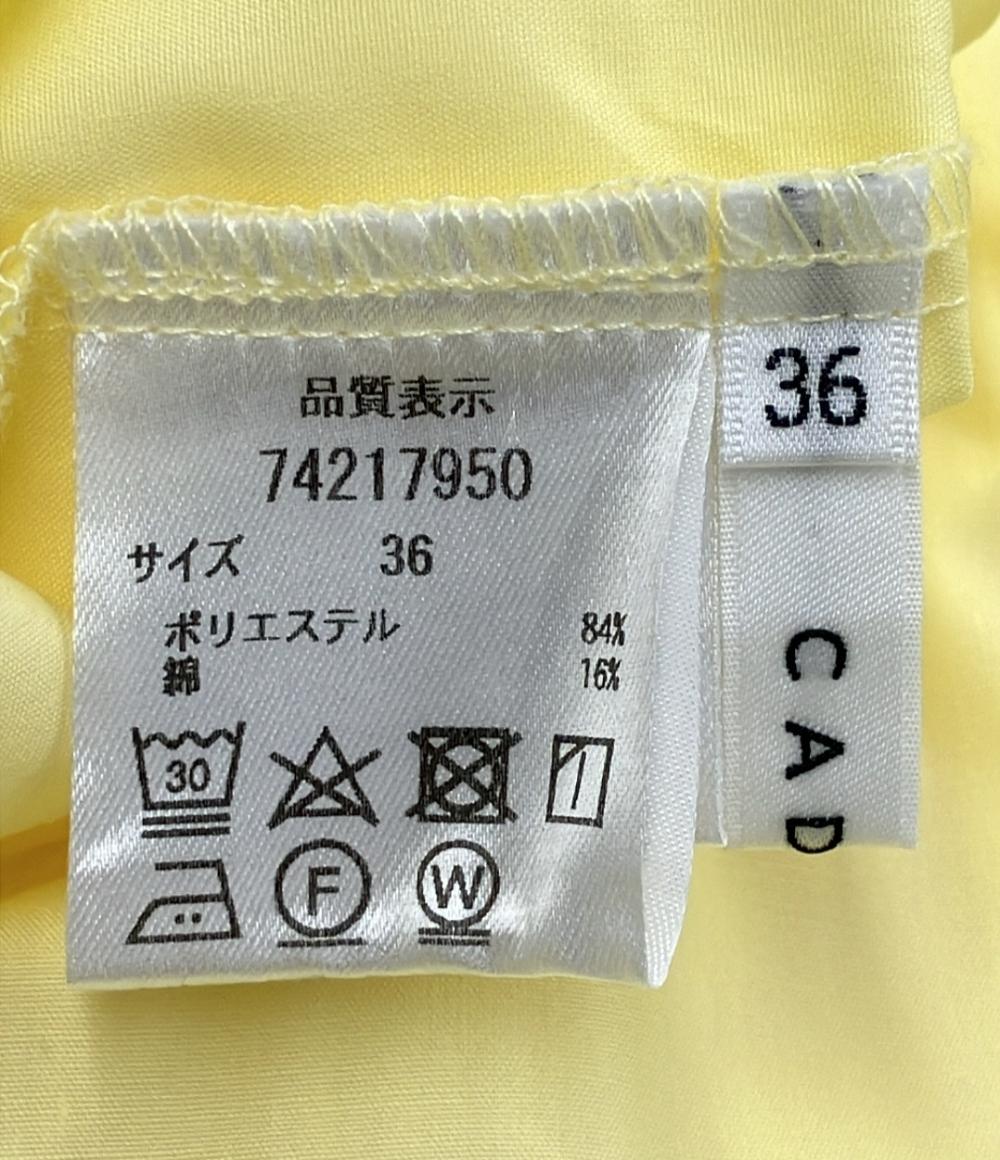 品質表示
74217950
サイズ 36
ポリエステル 84%
綿 16%
30
F W
36
CAD